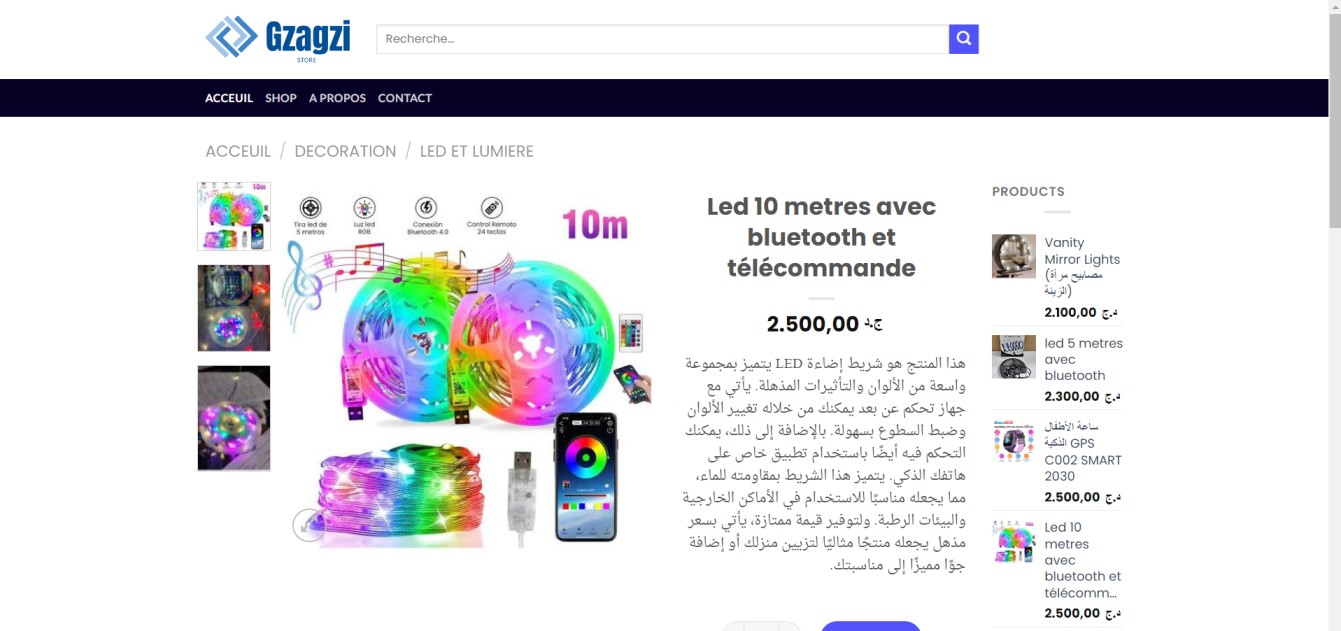 Gzagzi
STORE
Recherche…
ACCEUIL SHOP A PROPOS CONTACT
ACCEUIL / DECORATION / LED ET LUMIERE
10m
Tira led de
5 metros
Luz led
RGB
Conexión
Bluetooth 4.0
Control Remoto
24 teclas
10m
Led 10 metres avec
bluetooth et
télécommande
2.500,00 د.ج
هذا المنتج هو شريط إضاءة LED يتميز بمجموعة
واسعة من الألوان والتأثيرات المذهلة. يأتي مع
جهاز تحكم عن بعد يمكنك من خلاله تغيير الألوان
وضبط السطوع بسهولة. بالإضافة إلى ذلك، يمكنك
التحكم فيه أيضًا باستخدام تطبيق خاص على
هاتفك الذكي. يتميز هذا الشريط بمقاومته للماء،
مما يجعله مناسبًا للاستخدام في الأماكن الخارجية
والبيئات الرطبة. ولتوفير قيمة ممتازة، يأتي بسعر
مذهل يجعله منتجًا مثاليًا لتزيين منزلك أو إضافة
جوًا مميزًا إلى مناسبتك.
PRODUCTS
Vanity
Mirror Lights
(مصابيح مرآة
الزينة)
2.100,00 د.ج
led 5 metres
avec
bluetooth
2.300,00 د.ج
ساعة الأطفال
الذكية GPS
C002 SMART
2030
2.500,00 د.ج
Led 10
metres
avec
bluetooth et
télécomm...
2.500,00 د.ج